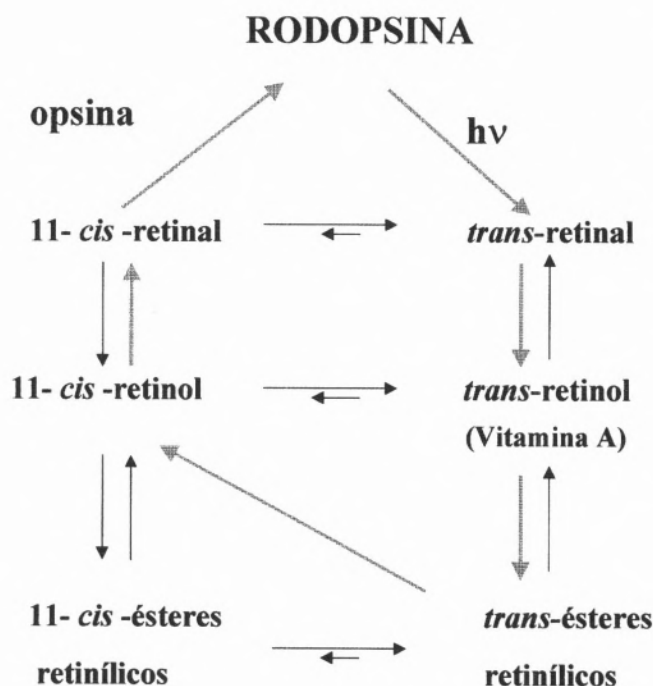 RODOPSINA
opsina
hν
11- cis -retinal
trans-retinal
11- cis -retinol
trans-retinol
(Vitamina A)
11- cis -ésteres
retinílicos
trans-ésteres
retinílicos